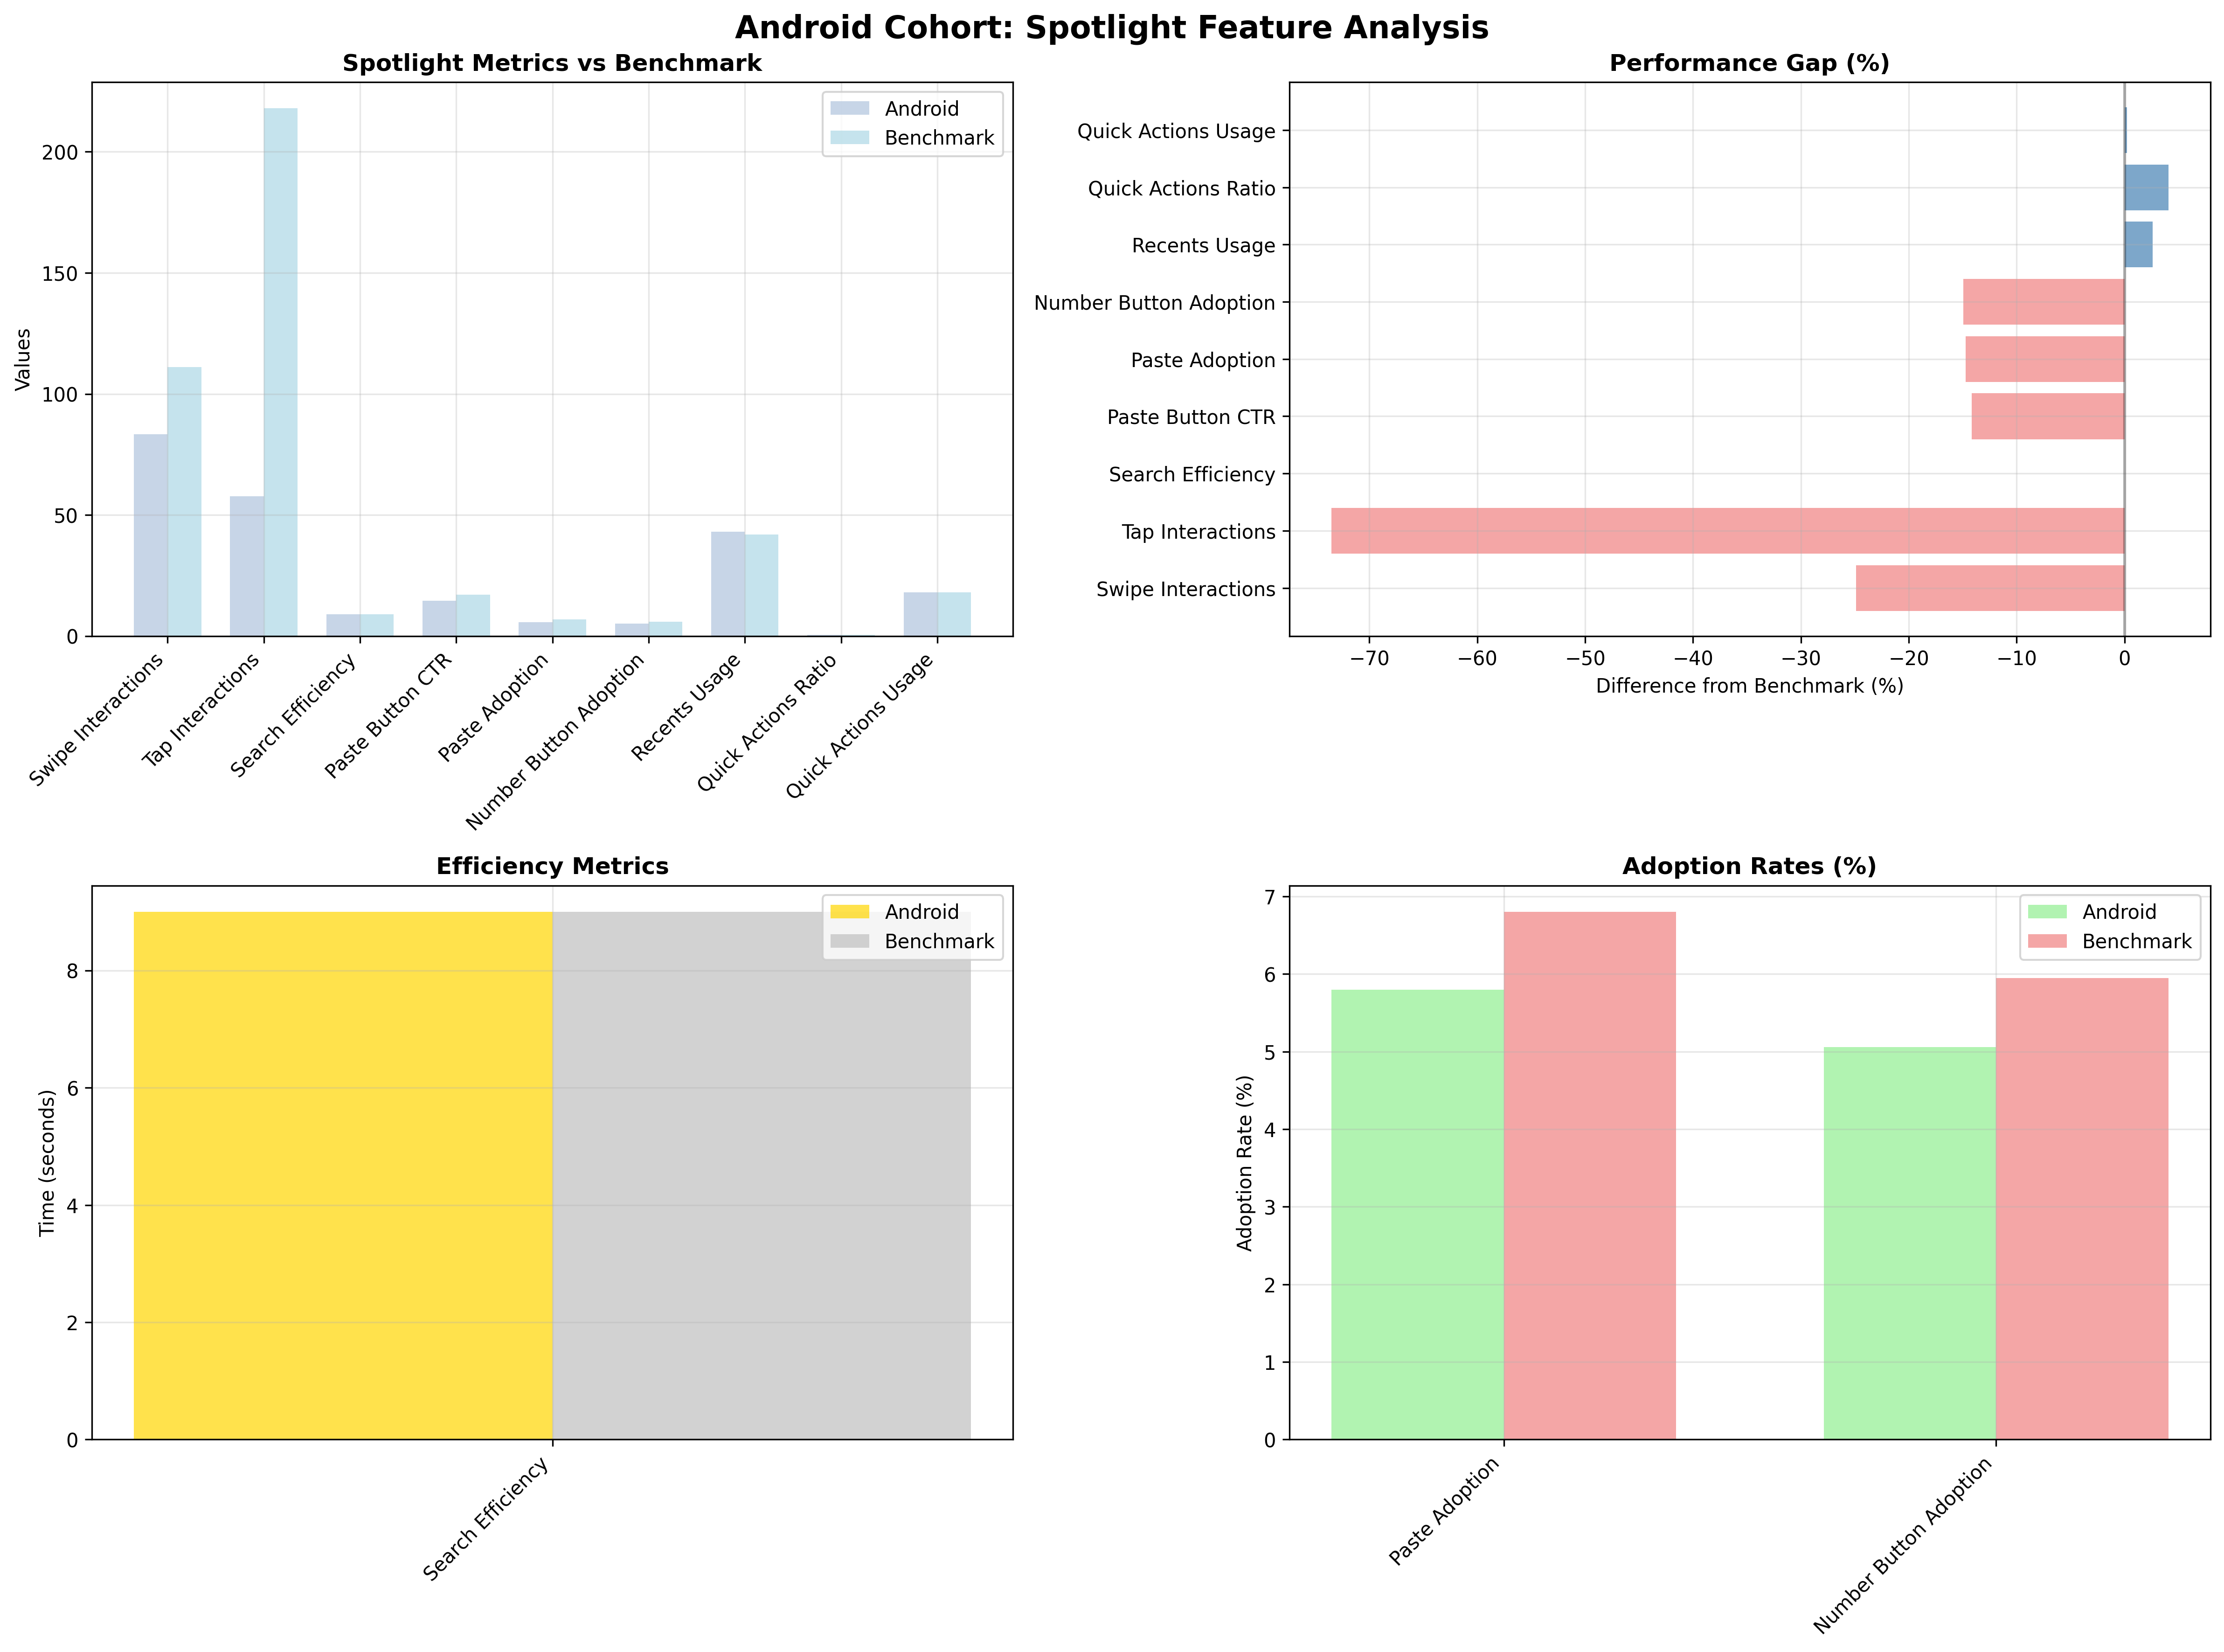 Android Cohort: Spotlight Feature Analysis
Spotlight Metrics vs Benchmark
Values
200
150
100
50
0
Android
Benchmark
Swipe Interactions
Tap Interactions
Search Efficiency
Paste Button CTR
Paste Adoption
Number Button Adoption
Recents Usage
Quick Actions Ratio
Quick Actions Usage
Performance Gap (%)
Quick Actions Usage
Quick Actions Ratio
Recents Usage
Number Button Adoption
Paste Adoption
Paste Button CTR
Search Efficiency
Tap Interactions
Swipe Interactions
−70 −60 −50 −40 −30 −20 −10 0
Difference from Benchmark (%)
Efficiency Metrics
Time (seconds)
8
6
4
2
0
Android
Benchmark
Search Efficiency
Adoption Rates (%)
Adoption Rate (%)
7
6
5
4
3
2
1
0
Android
Benchmark
Paste Adoption
Number Button Adoption